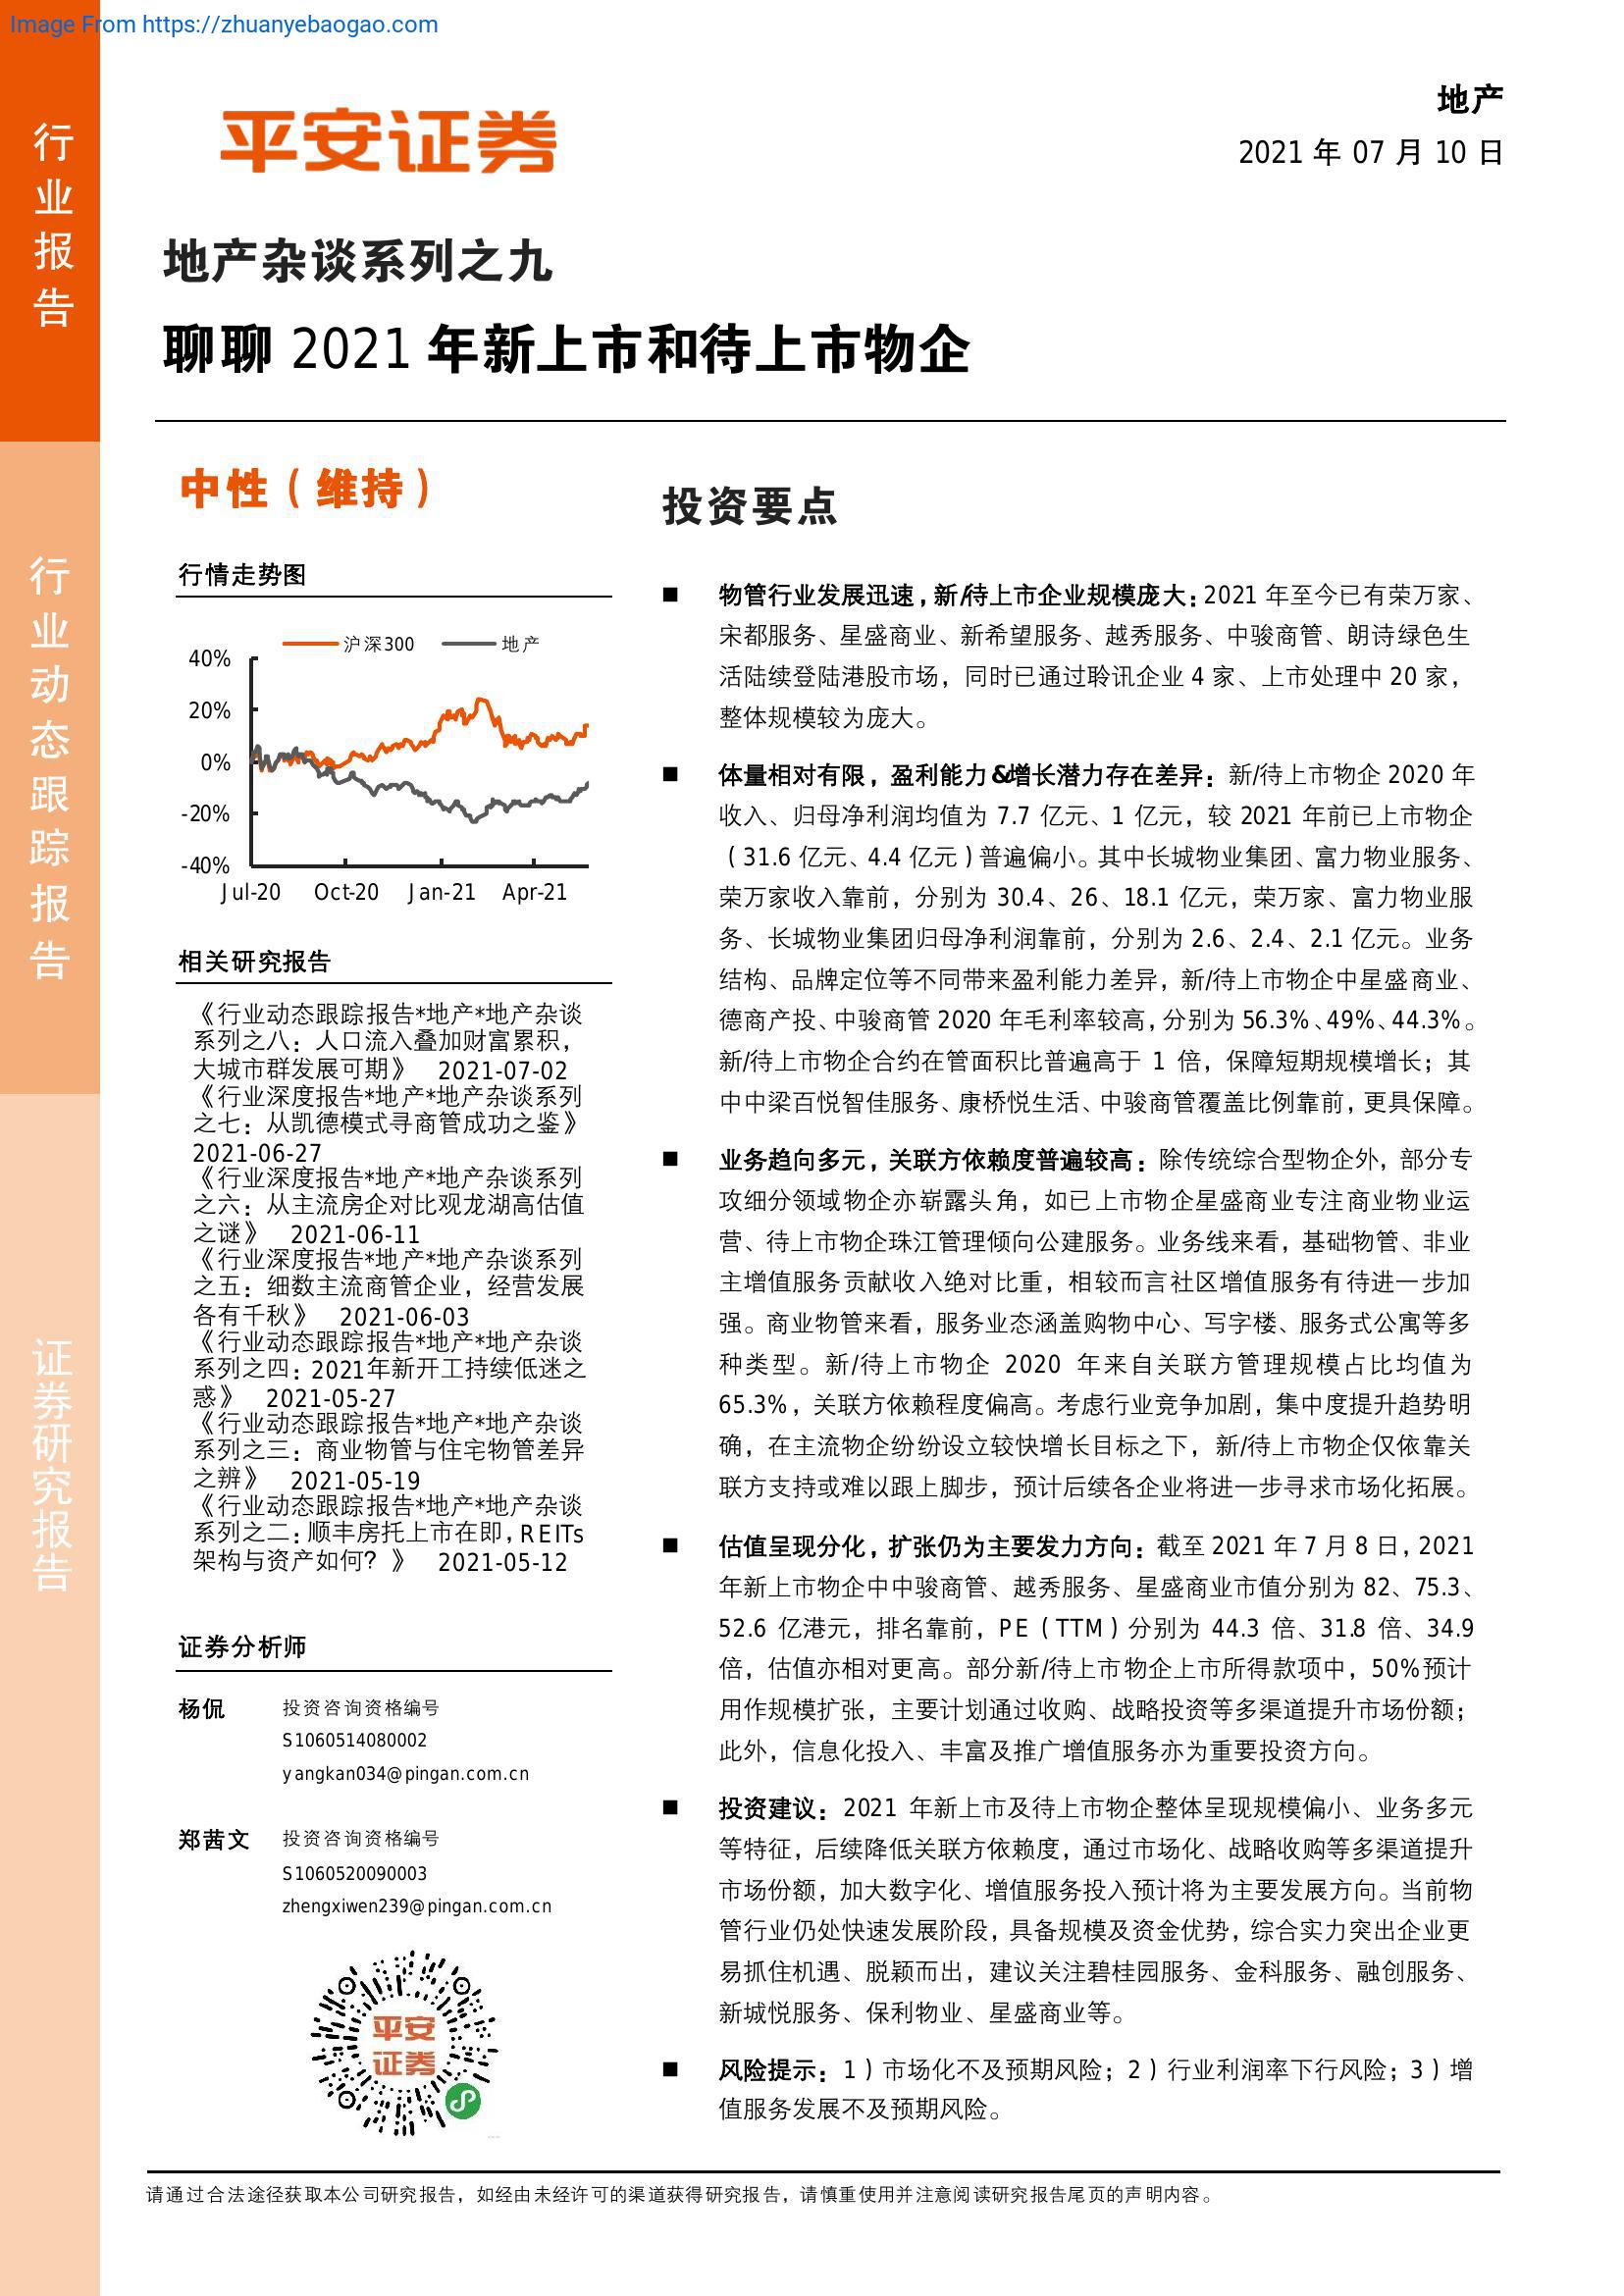 Image From https://zhuanyebaogao.com
行业报告
行业动态跟踪报告
证券研究报告
平安证券
地产
2021 年 07 月 10 日
地产杂谈系列之九
聊聊 2021 年新上市和待上市物企
中性（维持）
行情走势图
沪深300 地产
40%
20%
0%
-20%
-40%
Jul-20 Oct-20 Jan-21 Apr-21
相关研究报告
《行业动态跟踪报告*地产*地产杂谈
系列之八：人口流入叠加财富累积，
大城市群发展可期》 2021-07-02
《行业深度报告*地产*地产杂谈系列
之七：从凯德模式寻商管成功之鉴》
2021-06-27
《行业深度报告*地产*地产杂谈系列
之六：从主流房企对比观龙湖高估值
之谜》 2021-06-11
《行业深度报告*地产*地产杂谈系列
之五：细数主流商管企业，经营发展
各有千秋》 2021-06-03
《行业动态跟踪报告*地产*地产杂谈
系列之四：2021年新开工持续低迷之
惑》 2021-05-27
《行业动态跟踪报告*地产*地产杂谈
系列之三：商业物管与住宅物管差异
之辨》 2021-05-19
《行业动态跟踪报告*地产*地产杂谈
系列之二：顺丰房托上市在即，REITs
架构与资产如何？》 2021-05-12
证券分析师
杨侃 投资咨询资格编号
S1060514080002
yangkan034@pingan.com.cn
郑茜文 投资咨询资格编号
S1060520090003
zhengxiwen239@pingan.com.cn
平安
证券
投资要点
■ 物管行业发展迅速，新/待上市企业规模庞大：2021 年至今已有荣万家、
宋都服务、星盛商业、新希望服务、越秀服务、中骏商管、朗诗绿色生
活陆续登陆港股市场，同时已通过聆讯企业 4 家、上市处理中 20 家，
整体规模较为庞大。
■ 体量相对有限，盈利能力&增长潜力存在差异：新/待上市物企 2020 年
收入、归母净利润均值为 7.7 亿元、1 亿元，较 2021 年前已上市物企
（31.6 亿元、4.4 亿元）普遍偏小。其中长城物业集团、富力物业服务、
荣万家收入靠前，分别为 30.4、26、18.1 亿元，荣万家、富力物业服
务、长城物业集团归母净利润靠前，分别为 2.6、2.4、2.1 亿元。业务
结构、品牌定位等不同带来盈利能力差异，新/待上市物企中星盛商业、
德商产投、中骏商管 2020 年毛利率较高，分别为 56.3%、49%、44.3%。
新/待上市物企合约在管面积比普遍高于 1 倍，保障短期规模增长；其
中中梁百悦智佳服务、康桥悦生活、中骏商管覆盖比例靠前，更具保障。
■ 业务趋向多元，关联方依赖度普遍较高：除传统综合型物企外，部分专
攻细分领域物企亦崭露头角，如已上市物企星盛商业专注商业物业运
营、待上市物企珠江管理倾向公建服务。业务线来看，基础物管、非业
主增值服务贡献收入绝对比重，相较而言社区增值服务有待进一步加
强。商业物管来看，服务业态涵盖购物中心、写字楼、服务式公寓等多
种类型。新/待上市物企 2020 年来自关联方管理规模占比均值为
65.3%，关联方依赖程度偏高。考虑行业竞争加剧，集中度提升趋势明
确，在主流物企纷纷设立较快增长目标之下，新/待上市物企仅依靠关
联方支持或难以跟上脚步，预计后续各企业将进一步寻求市场化拓展。
■ 估值呈现分化，扩张仍为主要发力方向：截至 2021 年 7 月 8 日，2021
年新上市物企中中骏商管、越秀服务、星盛商业市值分别为 82、75.3、
52.6 亿港元，排名靠前，PE（TTM）分别为 44.3 倍、31.8 倍、34.9
倍，估值亦相对更高。部分新/待上市物企上市所得款项中，50%预计
用作规模扩张，主要计划通过收购、战略投资等多渠道提升市场份额；
此外，信息化投入、丰富及推广增值服务亦为重要投资方向。
■ 投资建议：2021 年新上市及待上市物企整体呈现规模偏小、业务多元
等特征，后续降低关联方依赖度，通过市场化、战略收购等多渠道提升
市场份额，加大数字化、增值服务投入预计将为主要发展方向。当前物
管行业仍处快速发展阶段，具备规模及资金优势，综合实力突出企业更
易抓住机遇、脱颖而出，建议关注碧桂园服务、金科服务、融创服务、
新城悦服务、保利物业、星盛商业等。
■ 风险提示：1）市场化不及预期风险；2）行业利润率下行风险；3）增
值服务发展不及预期风险。
请通过合法途径获取本公司研究报告，如经由未经许可的渠道获得研究报告，请慎重使用并注意阅读研究报告尾页的声明内容。